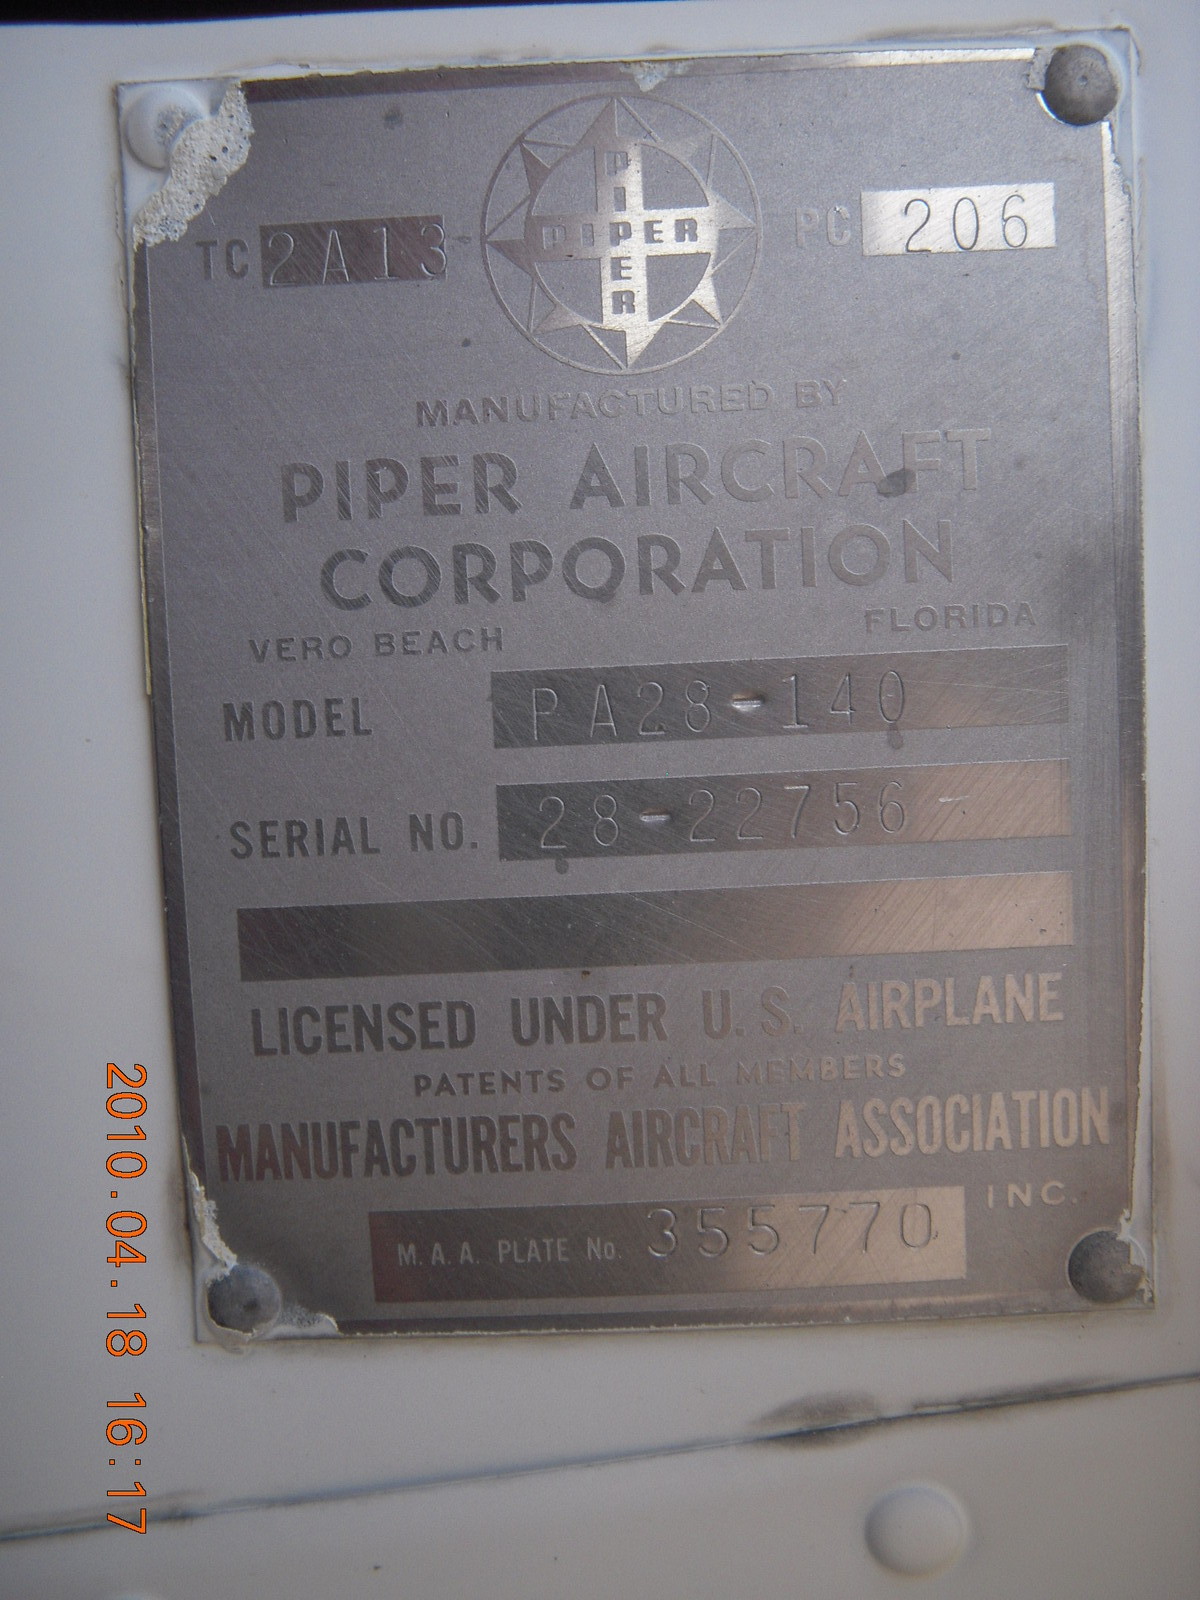 PIPER
PIPER
TC 2A13
PC 206
MANUFACTURED BY
PIPER AIRCRAFT
CORPORATION
VERO BEACH FLORIDA
MODEL PA28-140
SERIAL NO. 28-22756-
LICENSED UNDER U.S. AIRPLANE
PATENTS OF ALL MEMBERS
MANUFACTURERS AIRCRAFT ASSOCIATION
INC.
M.A.A. PLATE No. 355770
2010.04.18 16:17